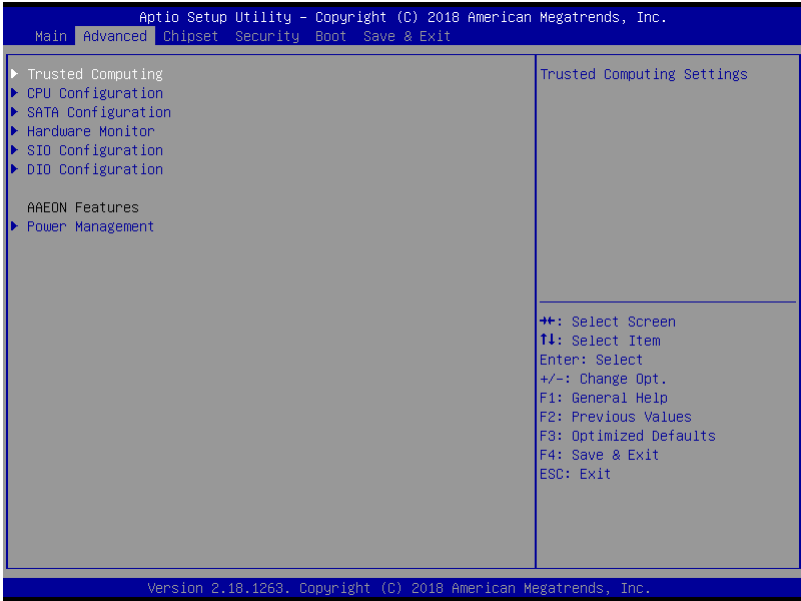 Aptio Setup Utility – Copyright (C) 2018 American Megatrends, Inc.
Main Advanced Chipset Security Boot Save & Exit
▶ Trusted Computing
▶ CPU Configuration
▶ SATA Configuration
▶ Hardware Monitor
▶ SIO Configuration
▶ DIO Configuration
AAEON Features
▶ Power Management
Trusted Computing Settings
→←: Select Screen
↑↓: Select Item
Enter: Select
+/-: Change Opt.
F1: General Help
F2: Previous Values
F3: Optimized Defaults
F4: Save & Exit
ESC: Exit
Version 2.18.1263. Copyright (C) 2018 American Megatrends, Inc.